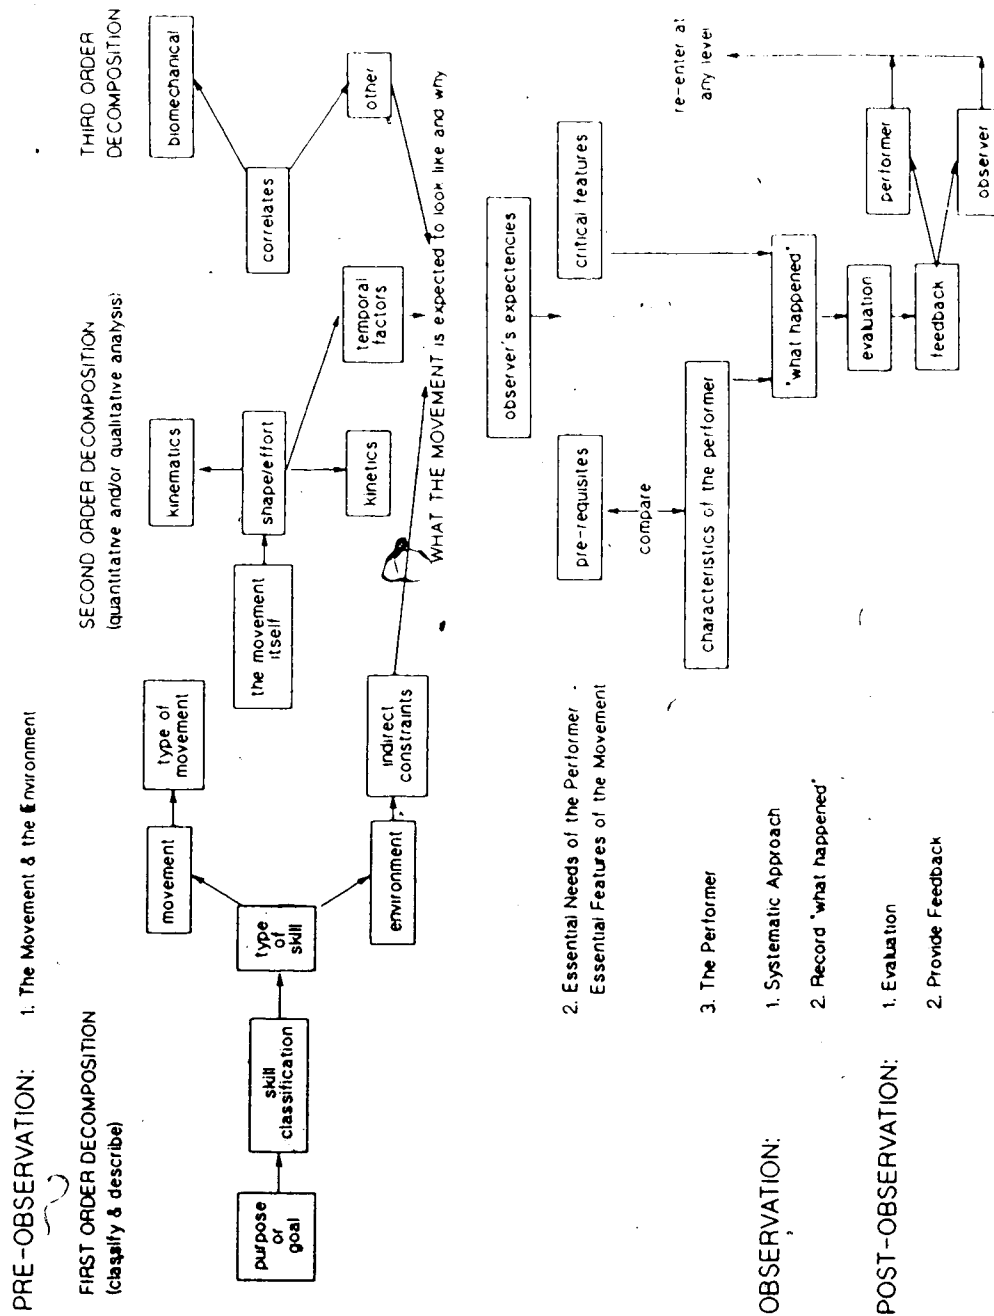 PRE-OBSERVATION: 1. The Movement & the Environment
FIRST ORDER DECOMPOSITION
(classify & describe)
SECOND ORDER DECOMPOSITION
(quantitative and/or qualitative analysis)
THIRD ORDER
DECOMPOSITION
purpose
or
goal
skill
classification
type
of
skill
movement
type of
movement
environment
indirect
constraints
the movement
itself
kinematics
shape/effort
kinetics
temporal
factors
correlates
biomechanical
other
WHAT THE MOVEMENT is expected to look like and why
2. Essential Needs of the Performer
Essential Features of the Movement
observer's expectencies
pre-requisites
critical features
compare
3. The Performer
characteristics of the performer
OBSERVATION:
1. Systematic Approach
2. Record "what happened"
"what happened"
POST-OBSERVATION:
1. Evaluation
evaluation
2. Provide Feedback
feedback
performer
observer
re-enter at
any level